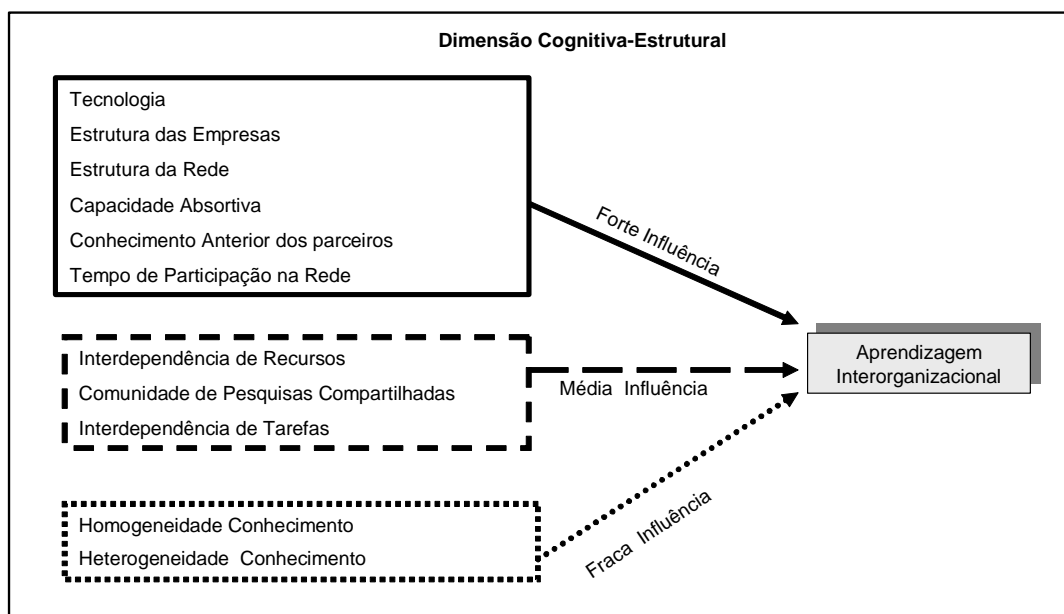 Dimensão Cognitiva-Estrutural
Tecnologia
Estrutura das Empresas
Estrutura da Rede
Capacidade Absortiva
Conhecimento Anterior dos parceiros
Tempo de Participação na Rede
Forte Influência
Interdependência de Recursos
Comunidade de Pesquisas Compartilhadas
Interdependência de Tarefas
Média Influência
Aprendizagem
Interorganizacional
Homogeneidade Conhecimento
Heterogeneidade Conhecimento
Fraca Influência